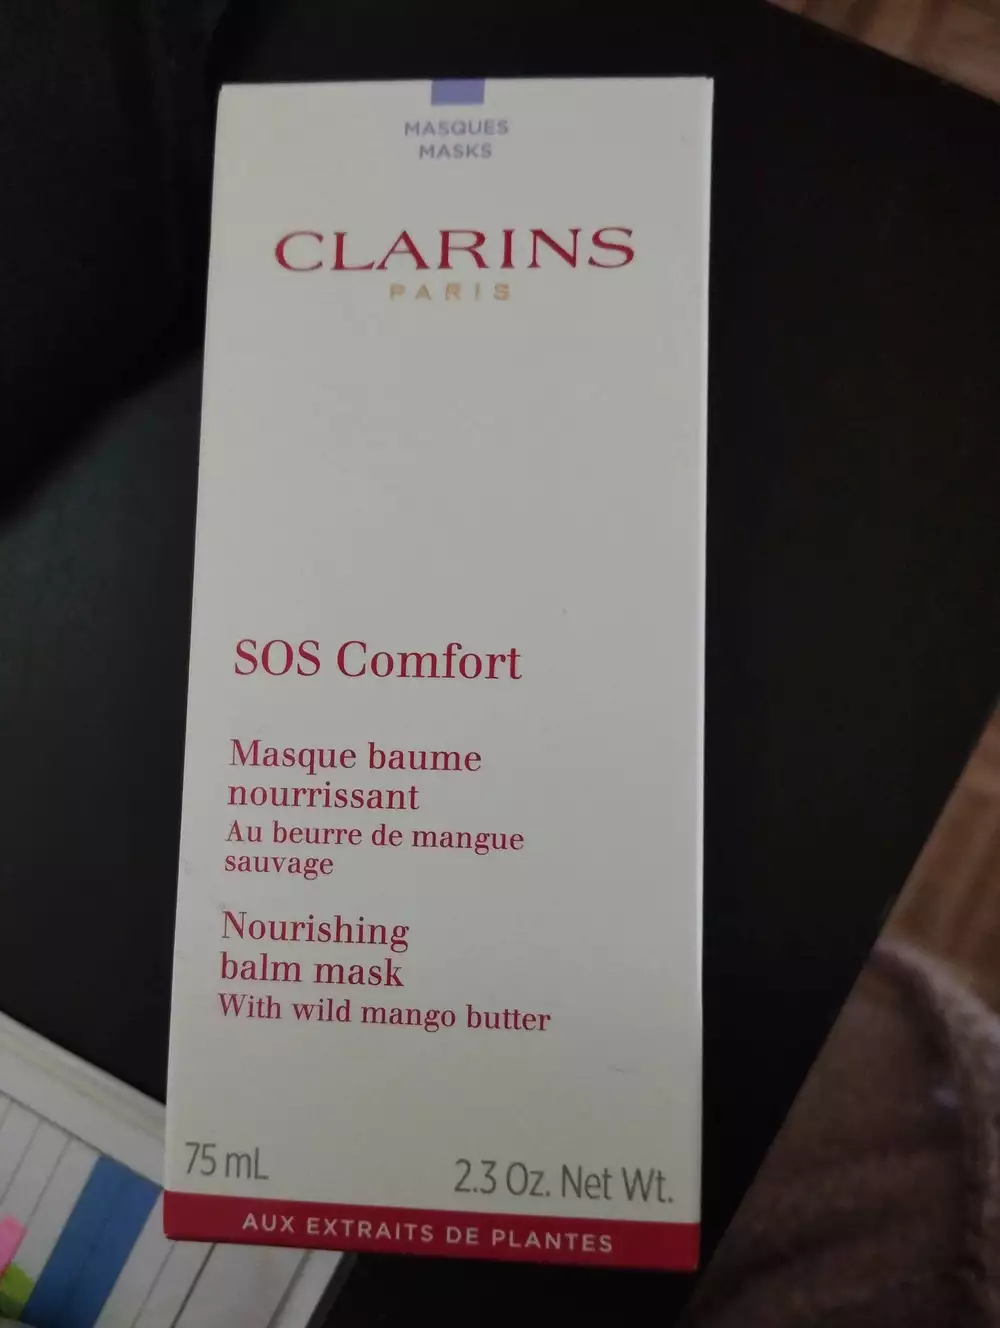 MASQUES
MASKS
CLARINS
PARIS
SOS Comfort
Masque baume
nourrissant
Au beurre de mangue
sauvage
Nourishing
balm mask
With wild mango butter
75 mL
2.3 Oz. Net Wt.
AUX EXTRAITS DE PLANTES